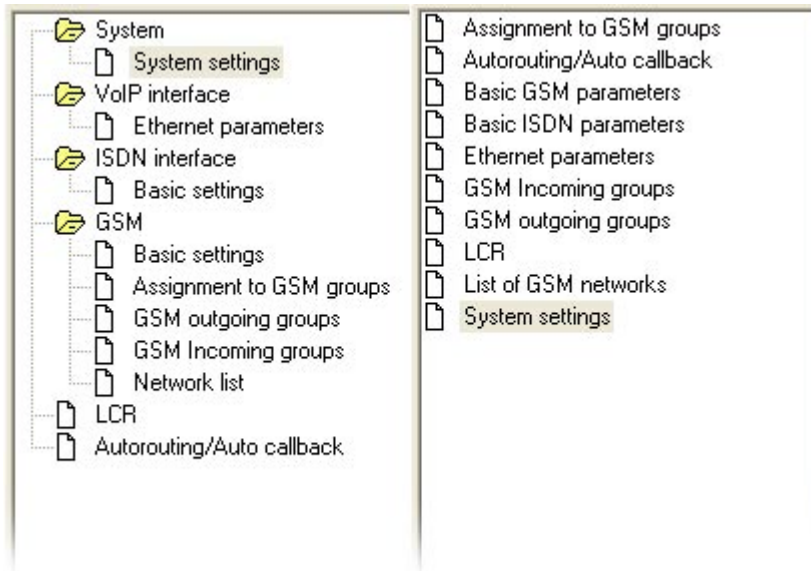 System
System settings
VoIP interface
Ethernet parameters
ISDN interface
Basic settings
GSM
Basic settings
Assignment to GSM groups
GSM outgoing groups
GSM Incoming groups
Network list
LCR
Autorouting/Auto callback
Assignment to GSM groups
Autorouting/Auto callback
Basic GSM parameters
Basic ISDN parameters
Ethernet parameters
GSM Incoming groups
GSM outgoing groups
LCR
List of GSM networks
System settings